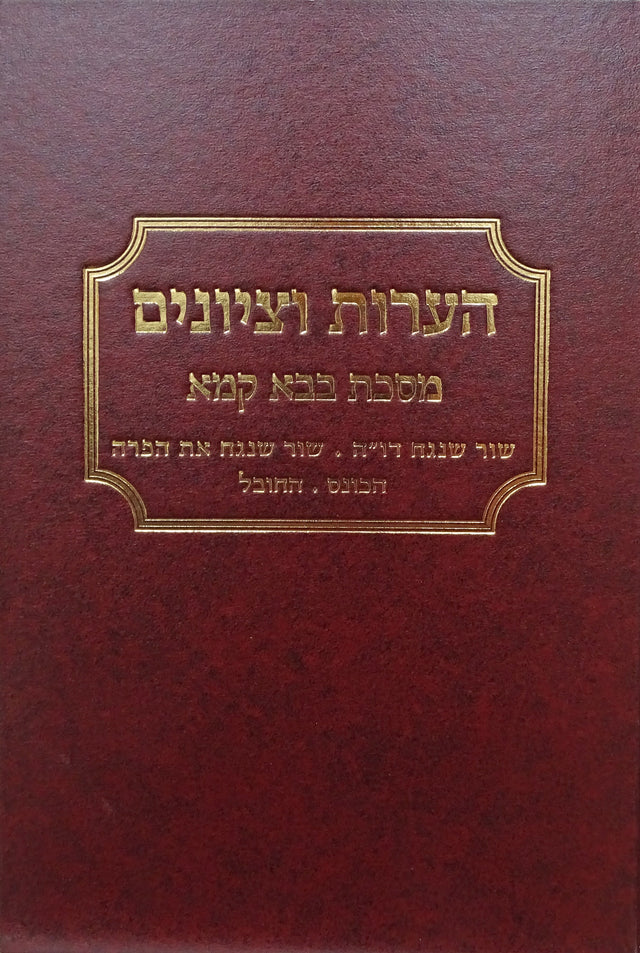 הערות וציונים
מסכת בבא קמא
שור שנגח דו״ה . שור שנגח את הפרה
הכונס . החובל